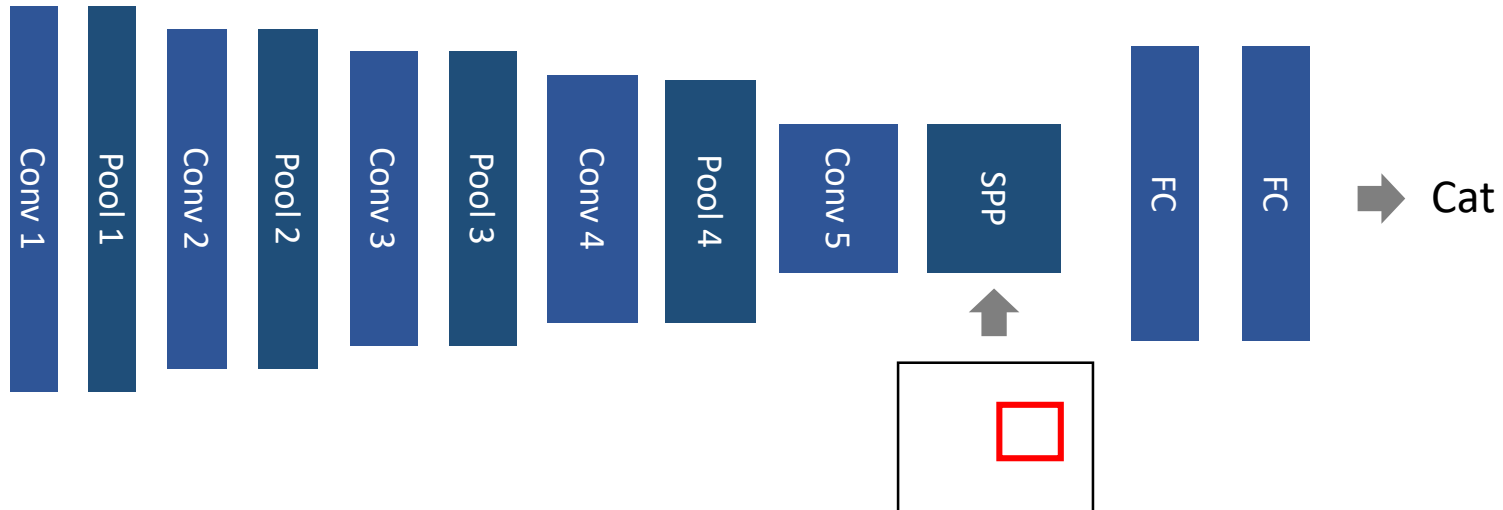 Conv 1
Pool 1
Conv 2
Pool 2
Conv 3
Pool 3
Conv 4
Pool 4
Conv 5
SPP
FC
FC
Cat